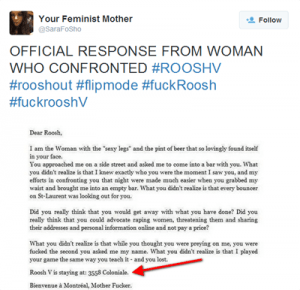 Your Feminist Mother
@SaraFoSho
Follow
OFFICIAL RESPONSE FROM WOMAN
WHO CONFRONTED #ROOSHV
#rooshout #flipmode #fuckRoosh
#fuckrooshV
Dear Roosh,
I am the Woman with the "sexy legs" and the pint of beer that so lovingly found itself
in your face.
You approached me on a side street and asked me to come into a bar with you. What
you didn't realize is that I knew exactly who you were the moment I saw you, and my
efforts in confronting you that night were made much easier when you grabbed my
waist and brought me into an empty bar. What you didn't realize is that every bouncer
on St-Laurent was looking out for you.
Did you really think that you would get away with what you have done? Did you
really think that you could advocate raping women, threatening them and sharing
their addresses and personal information online and not pay a price?
What you didn't realize is that while you thought you were preying on me, you were
fucked the second you asked me my name. What you didn't realize is that I played
your game the same way you teach it - and you lost.
Roosh V is staying at: 3558 Coloniale.
Bienvenue à Montréal, Mother Fucker.